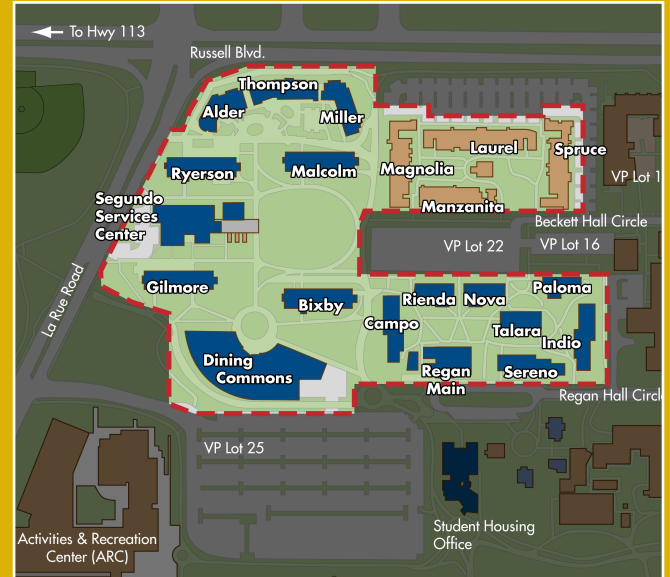 To Hwy 113
Russell Blvd.
Thompson
Alder
Miller
Laurel
Spruce
Ryerson
Malcolm
Magnolia
VP Lot 1
Segundo
Services
Center
Manzanita
Beckett Hall Circle
VP Lot 22
VP Lot 16
La Rue Road
Gilmore
Bixby
Rienda
Nova
Paloma
Campo
Talara
Indio
Dining
Commons
Regan
Main
Sereno
Regan Hall Circl
VP Lot 25
Activities & Recreation
Center (ARC)
Student Housing
Office